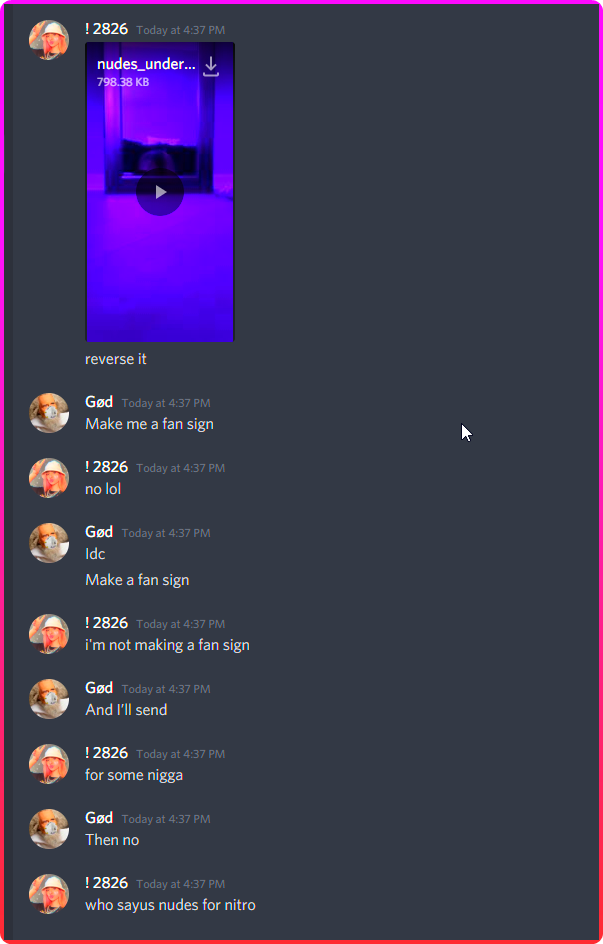 ! 2826 Today at 4:37 PM
nudes_under...
798.38 KB
reverse it
Gød Today at 4:37 PM
Make me a fan sign
! 2826 Today at 4:37 PM
no lol
Gød Today at 4:37 PM
Idc
Make a fan sign
! 2826 Today at 4:37 PM
i'm not making a fan sign
Gød Today at 4:37 PM
And I’ll send
! 2826 Today at 4:37 PM
for some nigga
Gød Today at 4:37 PM
Then no
! 2826 Today at 4:37 PM
who sayus nudes for nitro